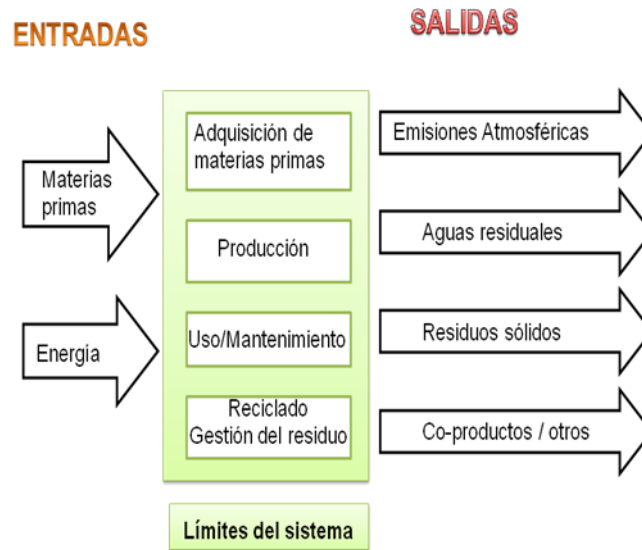 ENTRADAS
SALIDAS
Materias
primas
Energía
Adquisición de
materias primas
Producción
Uso/Mantenimiento
Reciclado
Gestión del residuo
Límites del sistema
Emisiones Atmosféricas
Aguas residuales
Residuos sólidos
Co-productos / otros